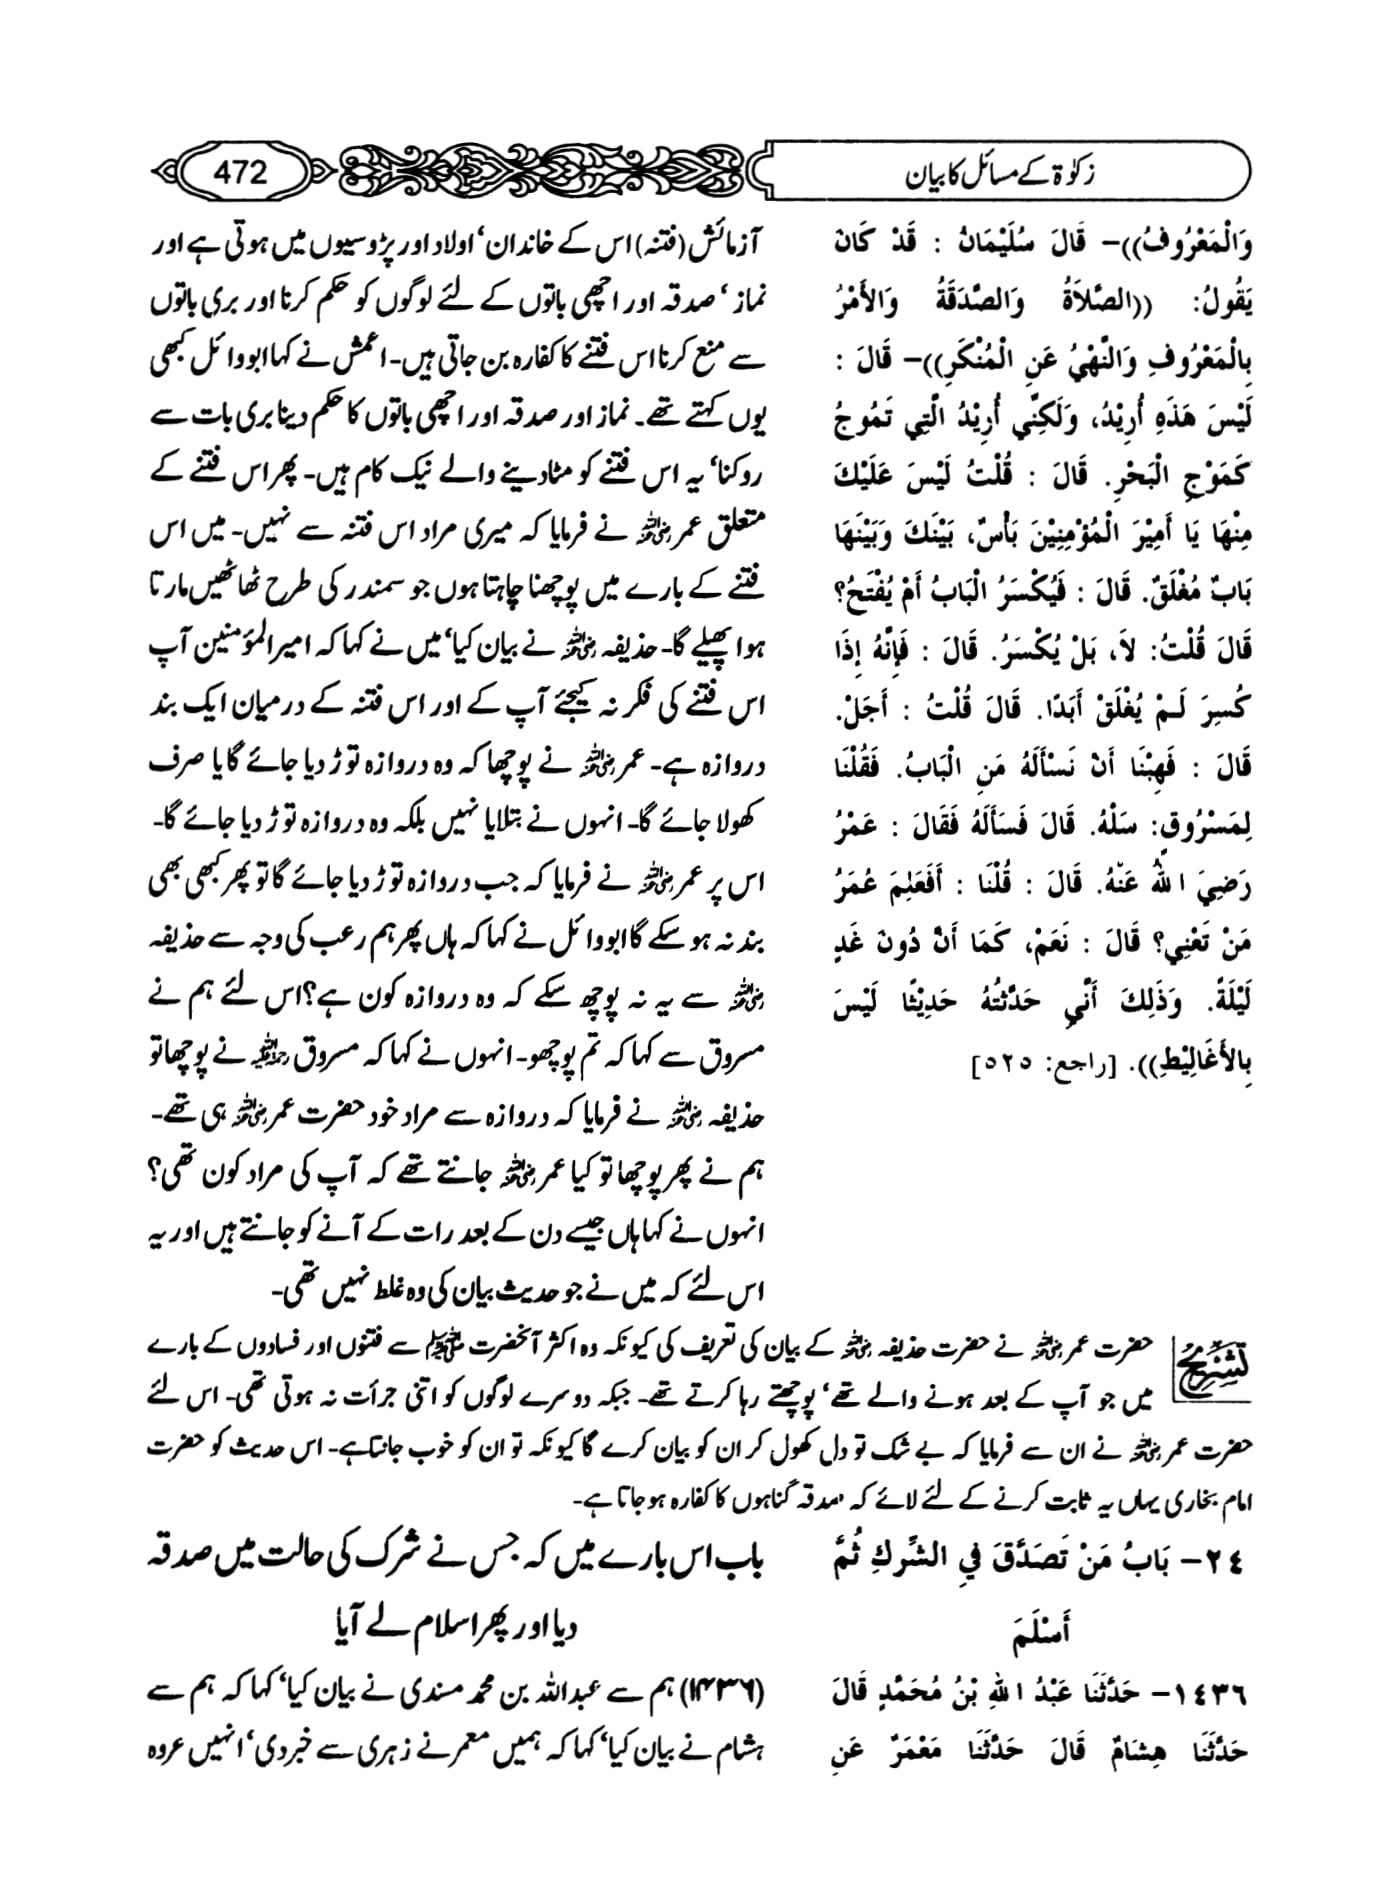 زکوٰۃ کے مسائل کا بیان
472
وَالْمَعْرُوفُ))– قَالَ سُلَيْمَانُ : قَدْ كَانَ
يَقُولُ: ((الصَّلاَةُ وَالصَّدَقَةُ وَالأَمْرُ
بِالْمَعْرُوفِ وَالنَّهْيُ عَنِ الْمُنْكَرِ))– قَالَ :
لَيْسَ هَذَهِ أُرِيْدُ، وَلَكِنِّي أُرِيْدُ الَّتِي تَمُوجُ
كَمَوْجِ الْبَحْرِ. قَالَ : قُلْتُ لَيْسَ عَلَيْكَ
مِنْهَا يَا أَمِيْرَ الْمُؤْمِنِيْنَ بَأْسٌ، بَيْنَكَ وَبَيْنَهَا
بَابٌ مُغْلَقٌ. قَالَ : فَيُكْسَرُ الْبَابُ أَمْ يُفْتَحُ؟
قَالَ قُلْتُ: لاَ، بَلْ يُكْسَرُ. قَالَ : فَإِنَّهُ إِذَا
كُسِرَ لَمْ يُغْلَقْ أَبَدًا. قَالَ قُلْتُ : أَجَلْ.
قَالَ : فَهِبْنَا أَنْ نَسْأَلَهُ مَنِ الْبَابُ. فَقُلْنَا
لِمَسْرُوقٍ: سَلْهُ. قَالَ فَسَأَلَهُ فَقَالَ : عَمْرُ
رَضِيَ اللهُ عَنْهُ. قَالَ : قُلْنَا : أَفَعَلِمَ عُمَرُ
مَنْ تَعْنِي؟ قَالَ : نَعَمْ، كَمَا أَنَّ دُونَ غَدٍ
لَيْلَةً. وَذَلِكَ أَنِّي حَدَّثْتُهُ حَدِيْثًا لَيْسَ
بِالأَغَالِيْطِ)). [راجع: ٥٢٥]
آزمائش (فتنہ) اس کے خاندان‘ اولاد اور پڑوسیوں میں ہوتی ہے اور
نماز‘ صدقہ اور اچھی باتوں کے لئے لوگوں کو حکم کرنا اور بری باتوں
سے منع کرنا اس فتنے کا کفارہ بن جاتی ہیں- اعمش نے کہا ابووائل کبھی
یوں کہتے تھے۔ نماز اور صدقہ اور اچھی باتوں کا حکم دینا بری بات سے
روکنا‘ یہ اس فتنے کو مٹا دینے والے نیک کام ہیں- پھر اس فتنے کے
متعلق عمر رضی اللہ عنہ نے فرمایا کہ میری مراد اس فتنہ سے نہیں- میں اس
فتنے کے بارے میں پوچھنا چاہتا ہوں جو سمندر کی طرح ٹھاٹھیں مارتا
ہوا پھیلے گا- حذیفہ رضی اللہ عنہ نے بیان کیا‘ میں نے کہا کہ امیرالمؤمنین آپ
اس فتنے کی فکر نہ کیجئے آپ کے اور اس فتنہ کے درمیان ایک بند
دروازہ ہے- عمر رضی اللہ عنہ نے پوچھا کہ وہ دروازہ توڑ دیا جائے گا یا صرف
کھولا جائے گا- انہوں نے بتلایا نہیں بلکہ وہ دروازہ توڑ دیا جائے گا-
اس پر عمر رضی اللہ عنہ نے فرمایا کہ جب دروازہ توڑ دیا جائے گا تو پھر کبھی بھی
بند نہ ہو سکے گا ابووائل نے کہا کہ ہاں پھر ہم رعب کی وجہ سے حذیفہ
رضی اللہ عنہ سے یہ نہ پوچھ سکے کہ وہ دروازہ کون ہے؟ اس لئے ہم نے
مسروق سے کہا کہ تم پوچھو- انہوں نے کہا کہ مسروق رحمۃ اللہ علیہ نے پوچھا تو
حذیفہ رضی اللہ عنہ نے فرمایا کہ دروازہ سے مراد خود حضرت عمر رضی اللہ عنہ ہی تھے-
ہم نے پھر پوچھا تو کیا عمر رضی اللہ عنہ جانتے تھے کہ آپ کی مراد کون تھی؟
انہوں نے کہا ہاں جیسے دن کے بعد رات کے آنے کو جانتے ہیں اور یہ
اس لئے کہ میں نے جو حدیث بیان کی وہ غلط نہیں تھی-
تشریح
حضرت عمر رضی اللہ عنہ نے حضرت حذیفہ رضی اللہ عنہ کے بیان کی تعریف کی کیونکہ وہ اکثر آنحضرت ﷺ سے فتنوں اور فسادوں کے بارے
میں جو آپ کے بعد ہونے والے تھے‘ پوچھتے رہا کرتے تھے- جبکہ دوسرے لوگوں کو اتنی جرأت نہ ہوتی تھی- اس لئے
حضرت عمر رضی اللہ عنہ نے ان سے فرمایا کہ بے شک تو دل کھول کر ان کو بیان کرے گا کیونکہ تو ان کو خوب جانتا ہے- اس حدیث کو حضرت
امام بخاری یہاں یہ ثابت کرنے کے لئے لائے کہ صدقہ گناہوں کا کفارہ ہو جاتا ہے-
٢٤– بَابُ مَنْ تَصَدَّقَ فِي الشِّرْكِ ثُمَّ
أَسْلَمَ
باب اس بارے میں کہ جس نے شرک کی حالت میں صدقہ
دیا اور پھر اسلام لے آیا
١٤٣٦– حَدَّثَنَا عَبْدُ اللهِ بْنُ مُحَمَّدٍ قَالَ
حَدَّثَنَا هِشَامٌ قَالَ حَدَّثَنَا مَعْمَرٌ عَنِ
(۱۴۳۶) ہم سے عبداللہ بن محمد مسندی نے بیان کیا‘ کہا کہ ہم سے
ہشام نے بیان کیا‘ کہا کہ ہمیں معمر نے زہری سے خبر دی‘ انہیں عروہ